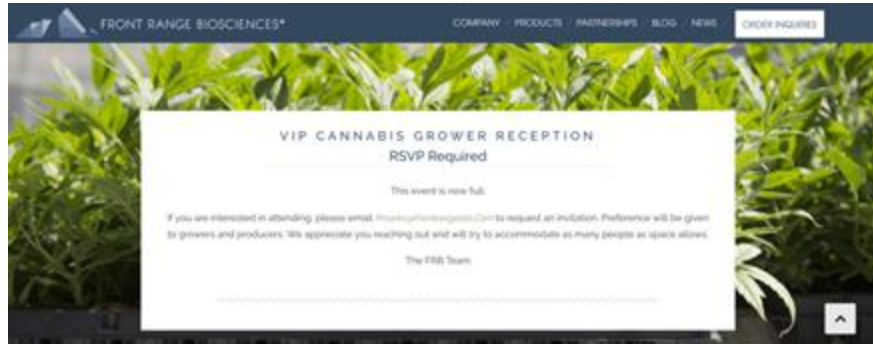 FRONT RANGE BIOSCIENCES®
COMPANY / PRODUCTS / PARTNERSHIPS / BLOG / NEWS / ORDER INQUIRIES
VIP CANNABIS GROWER RECEPTION
RSVP Required
This event is now full.
If you are interested in attending, please email to request an invitation. Preference will be given
to growers and producers. We appreciate you reaching out and will try to accommodate as many people as space allows.
The FRB Team